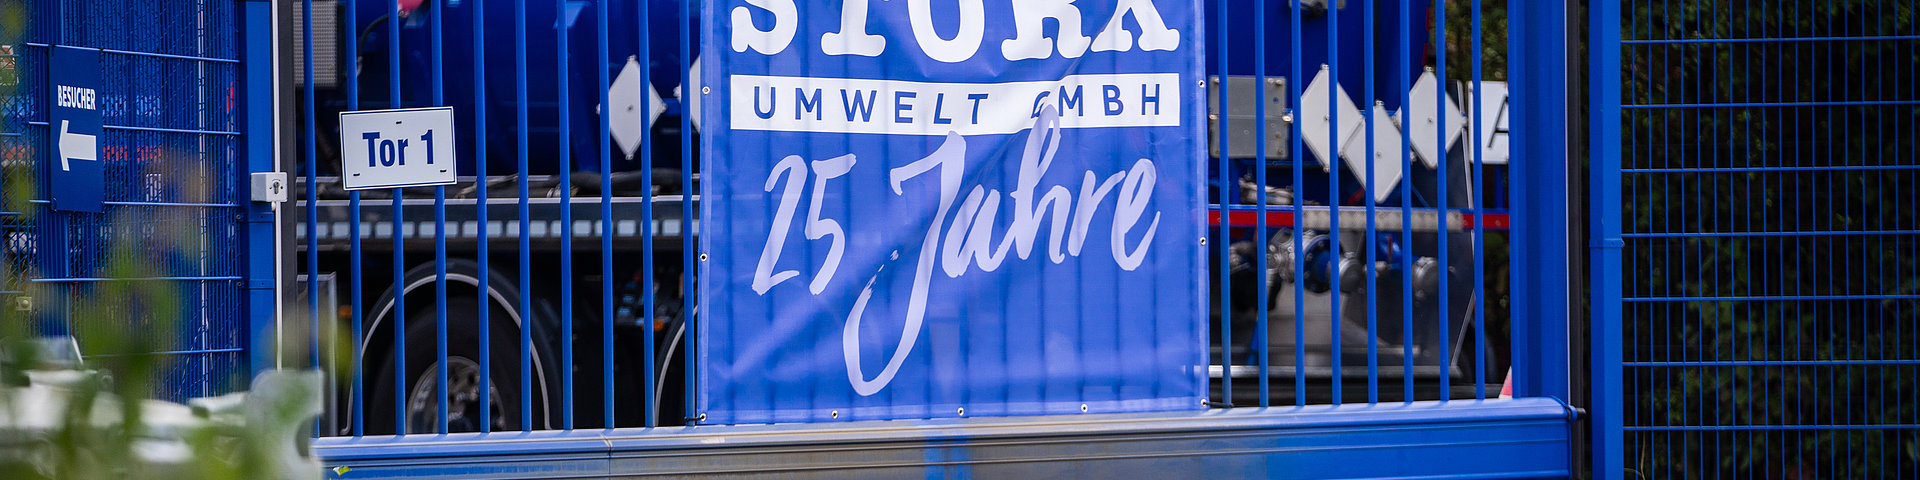 BESUCHER
Tor 1
STORK
UMWELT GMBH
25 Jahre
A